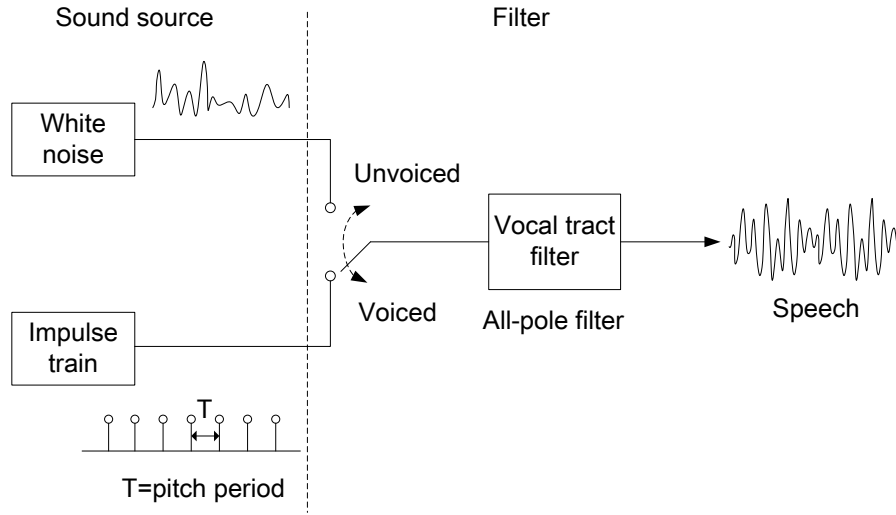 Sound source
Filter
White
noise
Unvoiced
Vocal tract
filter
Voiced
All-pole filter
Speech
Impulse
train
T
T=pitch period